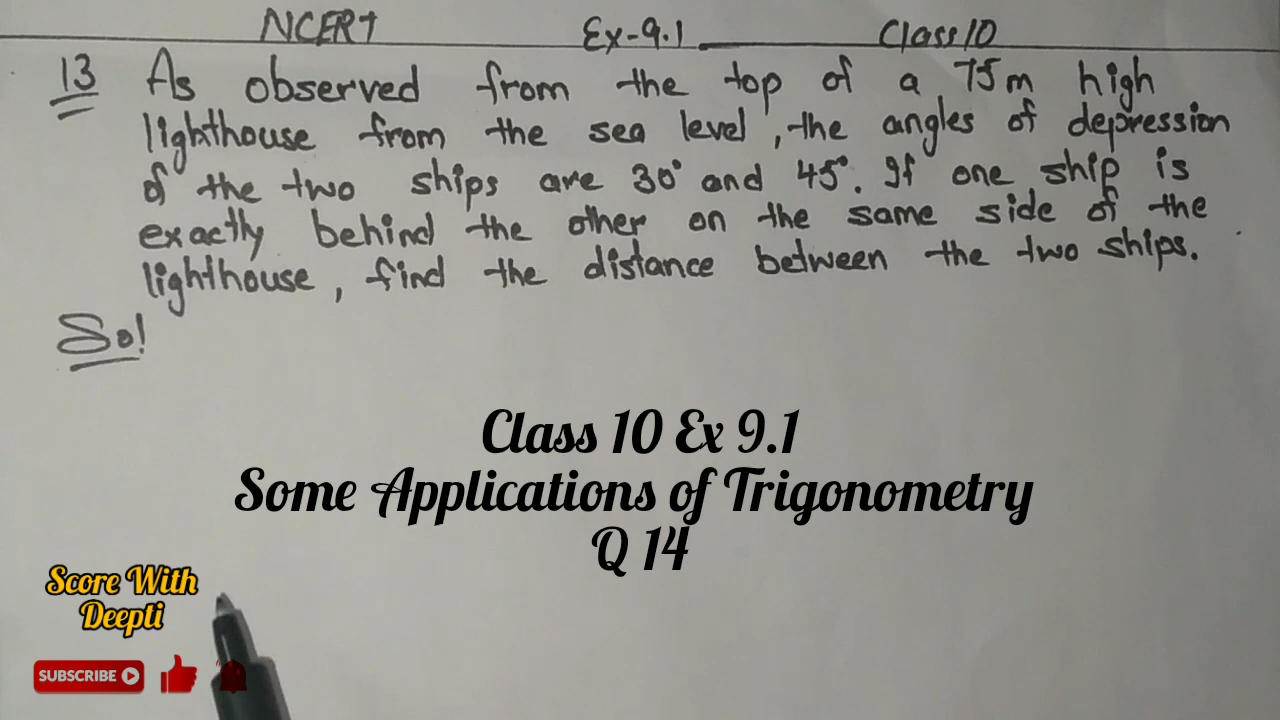 NCERT Ex-9.1 Class 10
13 As observed from the top of a 75m high
lighthouse from the sea level, the angles of depression
of the two ships are 30° and 45°. If one ship is
exactly behind the other on the same side of the
lighthouse, find the distance between the two ships.
Sol
Class 10 Ex 9.1
Some Applications of Trigonometry
Q 14
Score With
Deepti
SUBSCRIBE